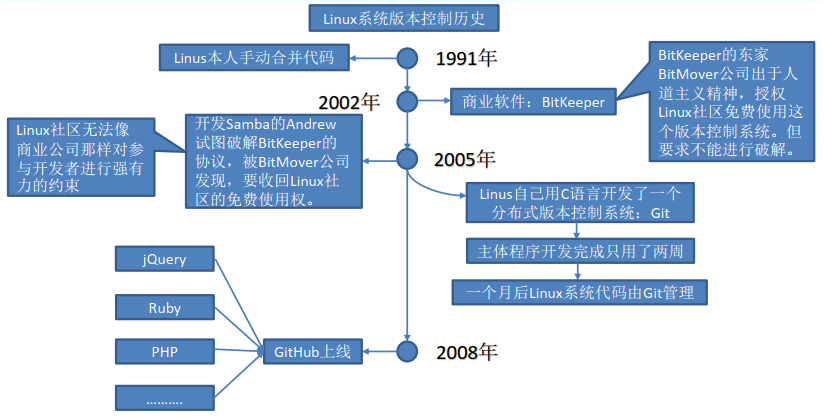 Linux系统版本控制历史
Linus本人手动合并代码
1991年
BitKeeper的东家
BitMover公司出于人
道主义精神，授权
Linux社区免费使用这
个版本控制系统。但
要求不能进行破解。
2002年
商业软件：BitKeeper
Linux社区无法像
商业公司那样对参
与开发者进行强有
力的约束
开发Samba的Andrew
试图破解BitKeeper的
协议，被BitMover公司
发现，要收回Linux社
区的免费使用权。
2005年
Linus自己用C语言开发了一个
分布式版本控制系统：Git
主体程序开发完成只用了两周
一个月后Linux系统代码由Git管理
jQuery
Ruby
PHP
……….
GitHub上线
2008年